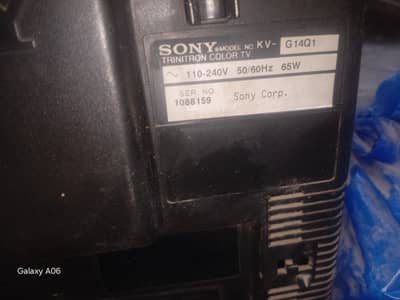 SONY ®MODEL NO. KV- G14Q1
TRINITRON COLOR TV
~ 110-240V 50/60Hz 65W
SER. NO.
1088159 Sony Corp.
Galaxy A06